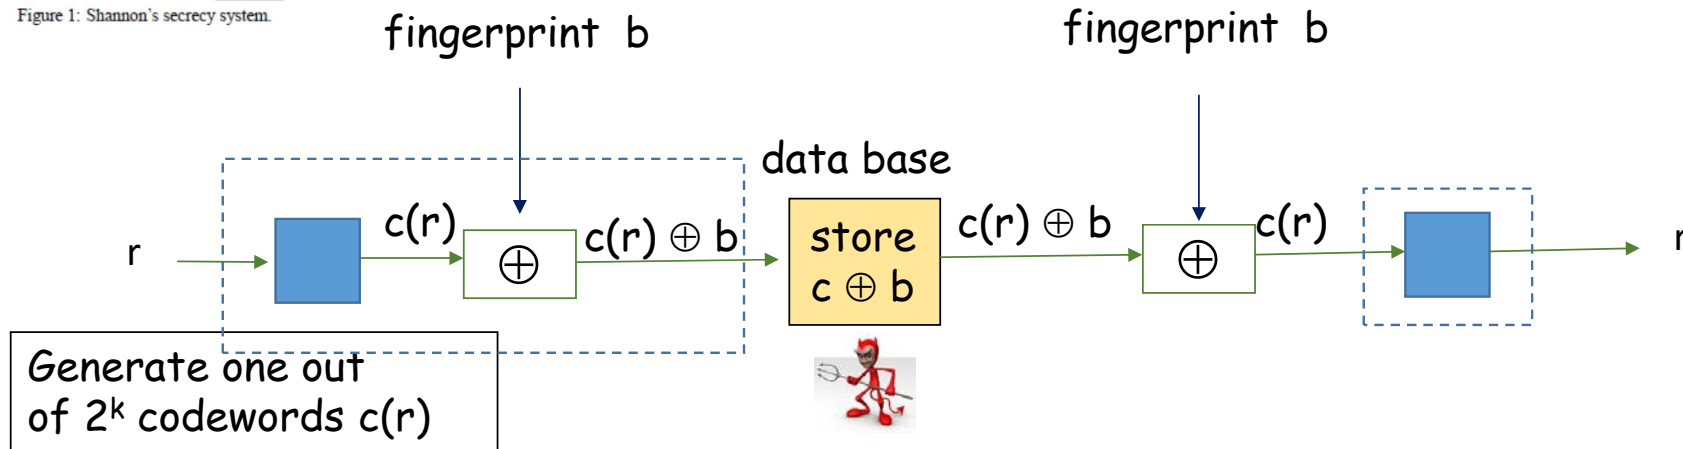 Figure 1: Shannon's secrecy system.
fingerprint b
fingerprint b
data base
r
c(r)
⊕
c(r) ⊕ b
store
c ⊕ b
c(r) ⊕ b
⊕
c(r)
r
Generate one out
of 2ᵏ codewords c(r)